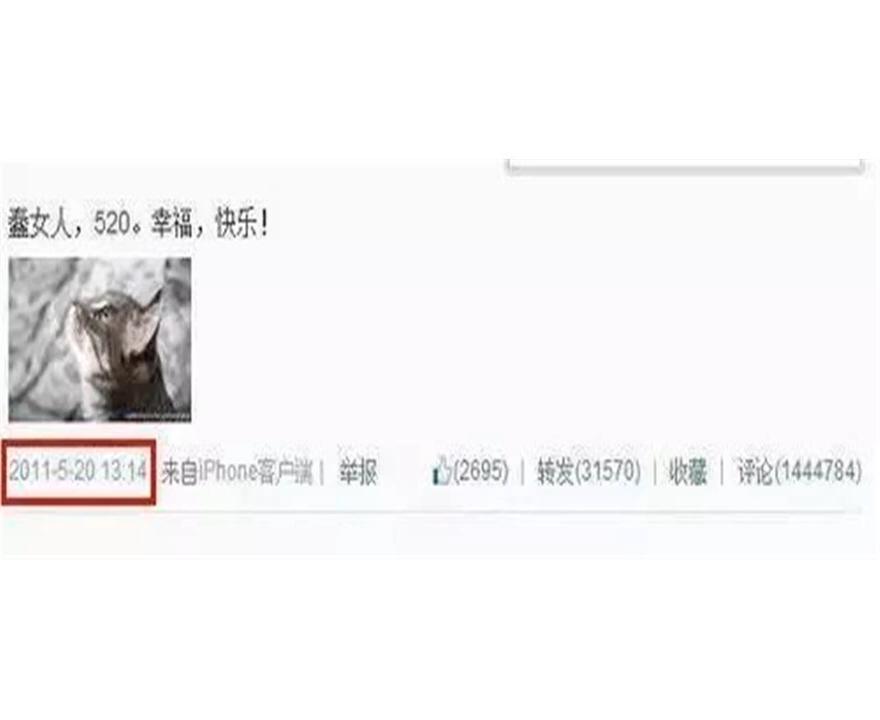 蠢女人，520。幸福，快乐！
2011-5-20 13:14 来自iPhone客户端 | 举报 (2695) | 转发(31570) | 收藏 | 评论(1444784)